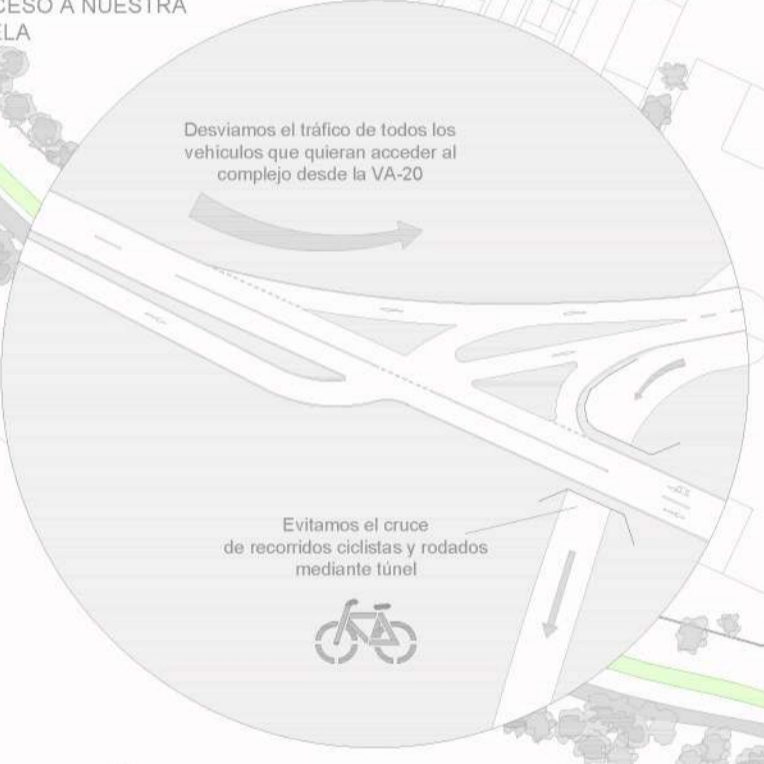 CESO A NUESTRA
ELA
Desviamos el tráfico de todos los
vehículos que quieran acceder al
complejo desde la VA-20
Evitamos el cruce
de recorridos ciclistas y rodados
mediante túnel